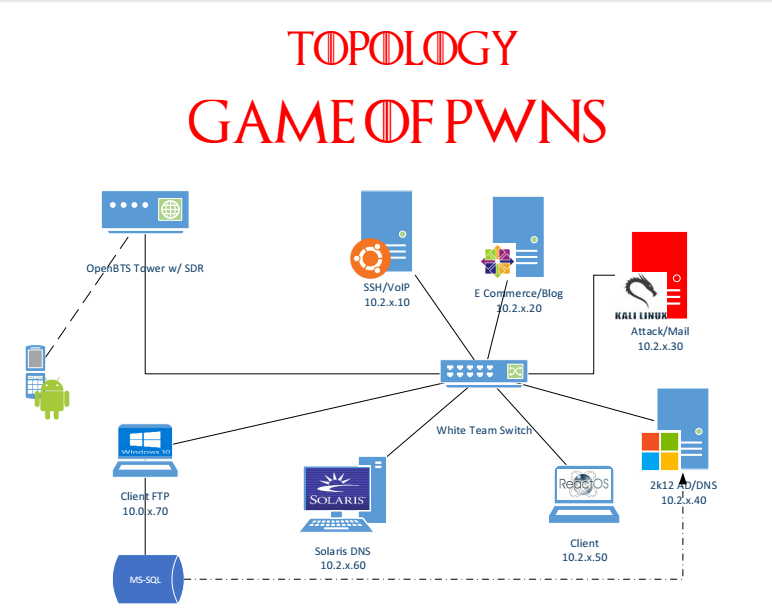 TOPOLOGY
GAME OF PWNS
OpenBTS Tower w/ SDR
SSH/VoIP
10.2.x.10
E Commerce/Blog
10.2.x.20
KALI LINUX
Attack/Mail
10.2.x.30
White Team Switch
Windows 10
Client FTP
10.0.x.70
SOLARIS
Solaris DNS
10.2.x.60
ReactOS
Client
10.2.x.50
2k12 AD/DNS
10.2.x.40
MS-SQL